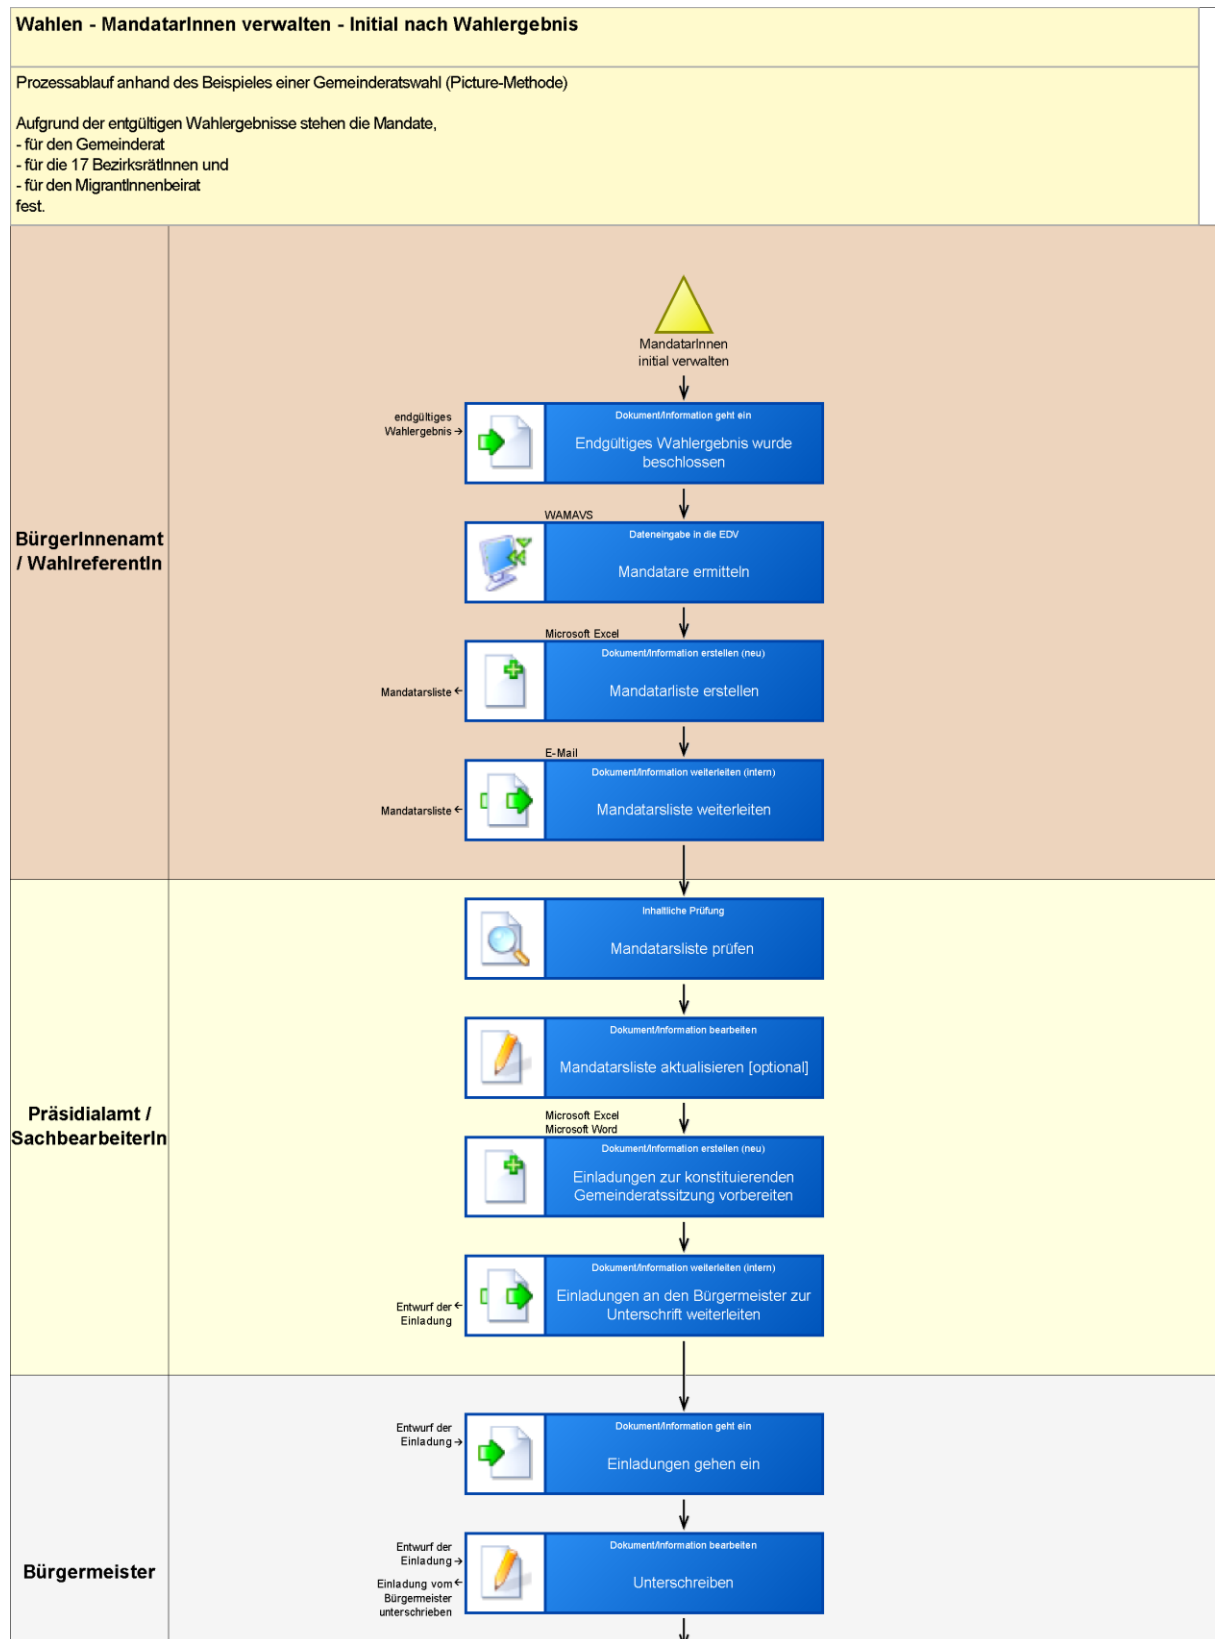 Wahlen - MandatarInnen verwalten - Initial nach Wahlergebnis
Prozessablauf anhand des Beispieles einer Gemeinderatswahl (Picture-Methode)
Aufgrund der entgültigen Wahlergebnisse stehen die Mandate,
- für den Gemeinderat
- für die 17 BezirksrätInnen und
- für den MigrantInnenbeirat
fest.
MandatarInnen
initial verwalten
BürgerInnenamt
/ WahlreferentIn
endgültiges
Wahlergebnis →
Dokument/Information geht ein
Endgültiges Wahlergebnis wurde
beschlossen
WAMAVS
Dateneingabe in die EDV
Mandatare ermitteln
Microsoft Excel
Dokument/Information erstellen (neu)
Mandatarliste erstellen
Mandatarsliste ←
E-Mail
Dokument/Information weiterleiten (intern)
Mandatarsliste weiterleiten
Mandatarsliste ←
Präsidialamt /
SachbearbeiterIn
Inhaltliche Prüfung
Mandatarsliste prüfen
Dokument/Information bearbeiten
Mandatarsliste aktualisieren [optional]
Microsoft Excel
Microsoft Word
Dokument/Information erstellen (neu)
Einladungen zur konstituierenden
Gemeinderatssitzung vorbereiten
Dokument/Information weiterleiten (intern)
Einladungen an den Bürgermeister zur
Unterschrift weiterleiten
Entwurf der ←
Einladung
Bürgermeister
Entwurf der
Einladung →
Dokument/Information geht ein
Einladungen gehen ein
Entwurf der
Einladung →
Dokument/Information bearbeiten
Unterschreiben
Einladung vom ←
Bürgermeister
unterschrieben